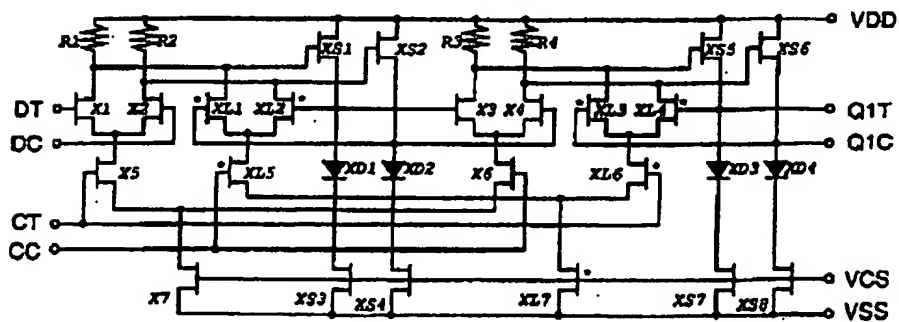 R1 R2 XS1 XS2 R3 R4 XS5 XS6 VDD
DT X1 X2 XL1 XL2 X3 X4 XL3 Q1T
DC Q1C
X5 XL5 XD1 XD2 X6 XL6 XD3 XD4
CT
CC
X7 XS3 XS4 XL7 XS7 XS8 VCS
VSS